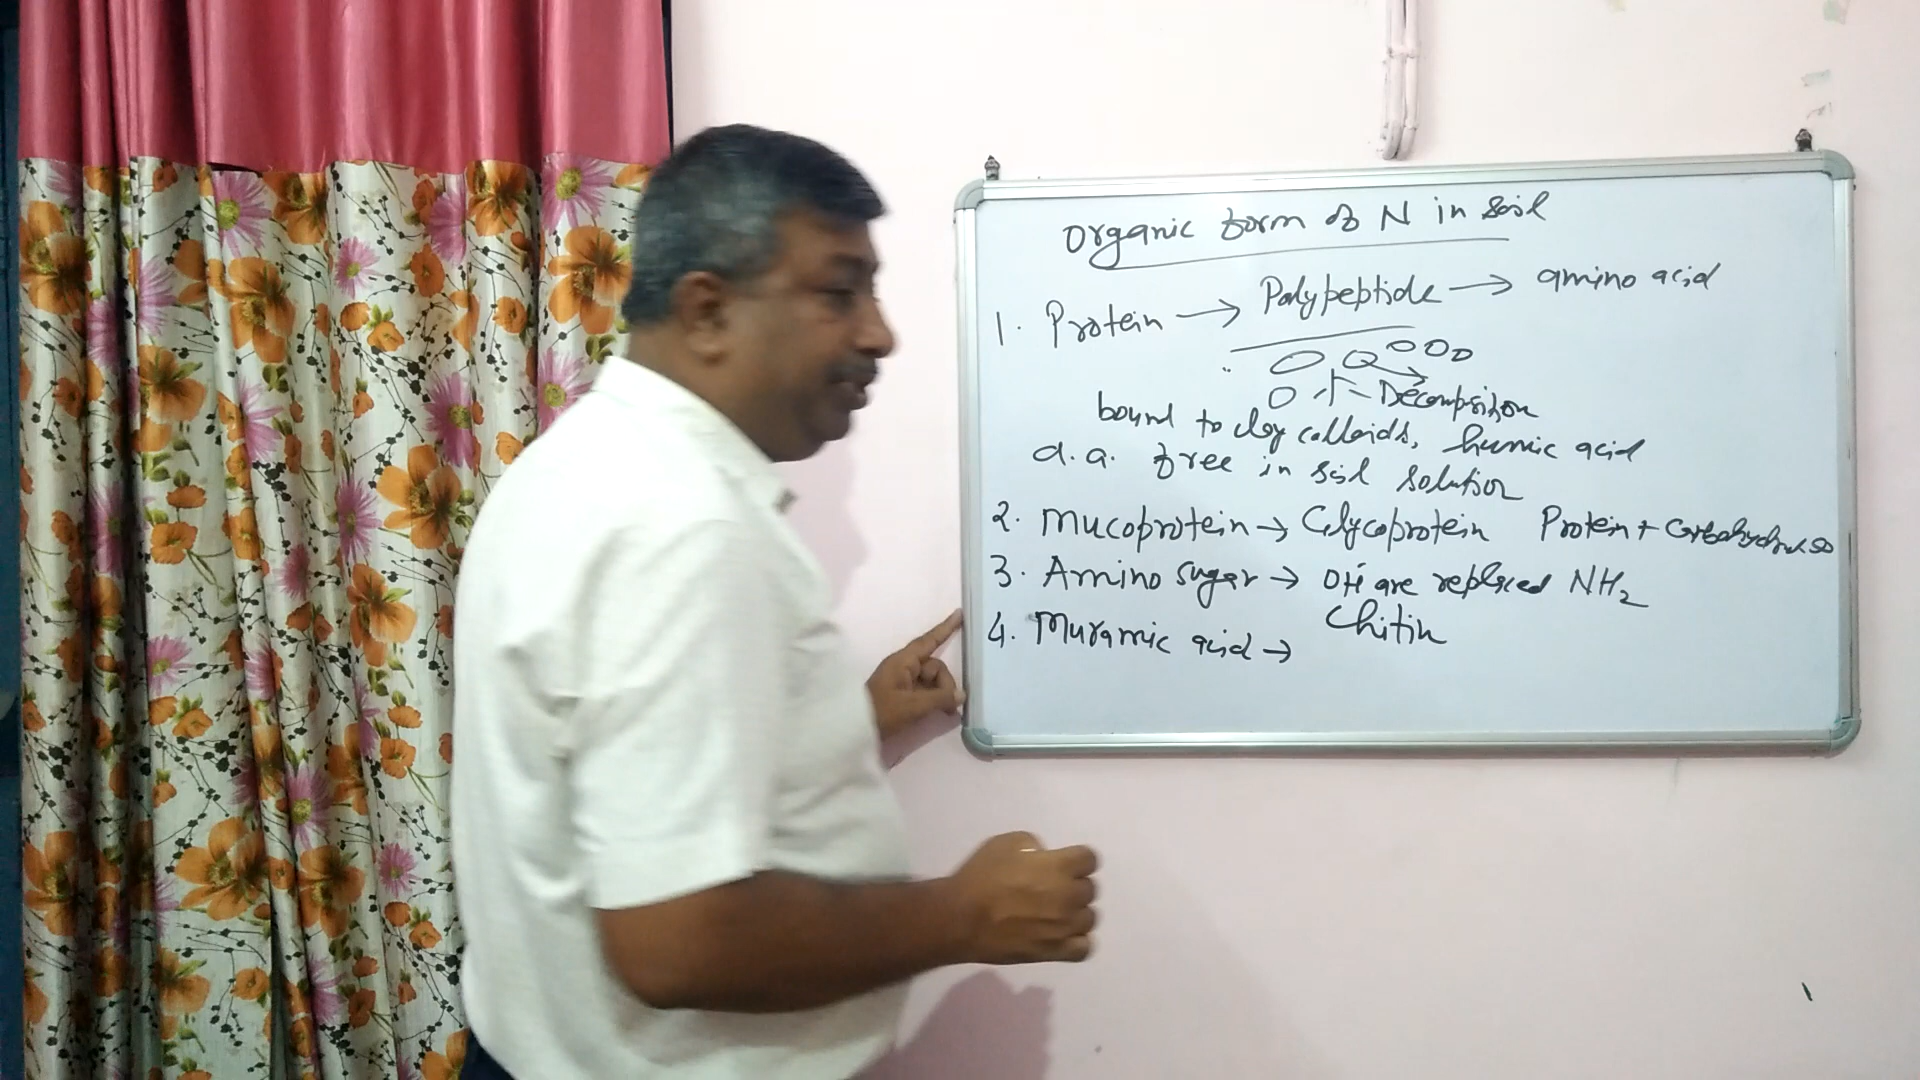 Organic form of N in soil
1. Protein → Polypeptide → amino acid
Decomposition
bound to clay colloids, humic acid
a.a. free in soil solution
2. Mucoprotein → Glycoprotein Protein + Carbohydrates
3. Amino sugar → OH are replaced NH2
Chitin
4. Muramic acid →